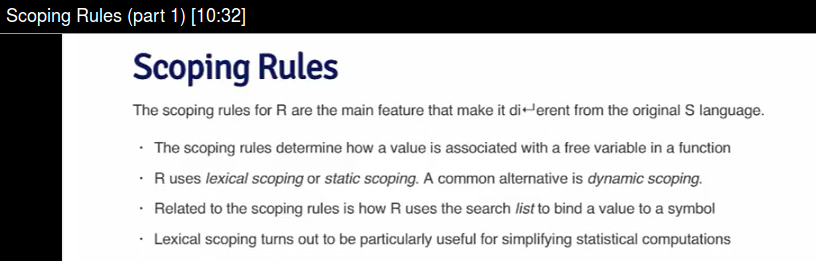 Scoping Rules (part 1) [10:32]
Scoping Rules
The scoping rules for R are the main feature that make it di↵erent from the original S language.
· The scoping rules determine how a value is associated with a free variable in a function
· R uses lexical scoping or static scoping. A common alternative is dynamic scoping.
· Related to the scoping rules is how R uses the search list to bind a value to a symbol
· Lexical scoping turns out to be particularly useful for simplifying statistical computations